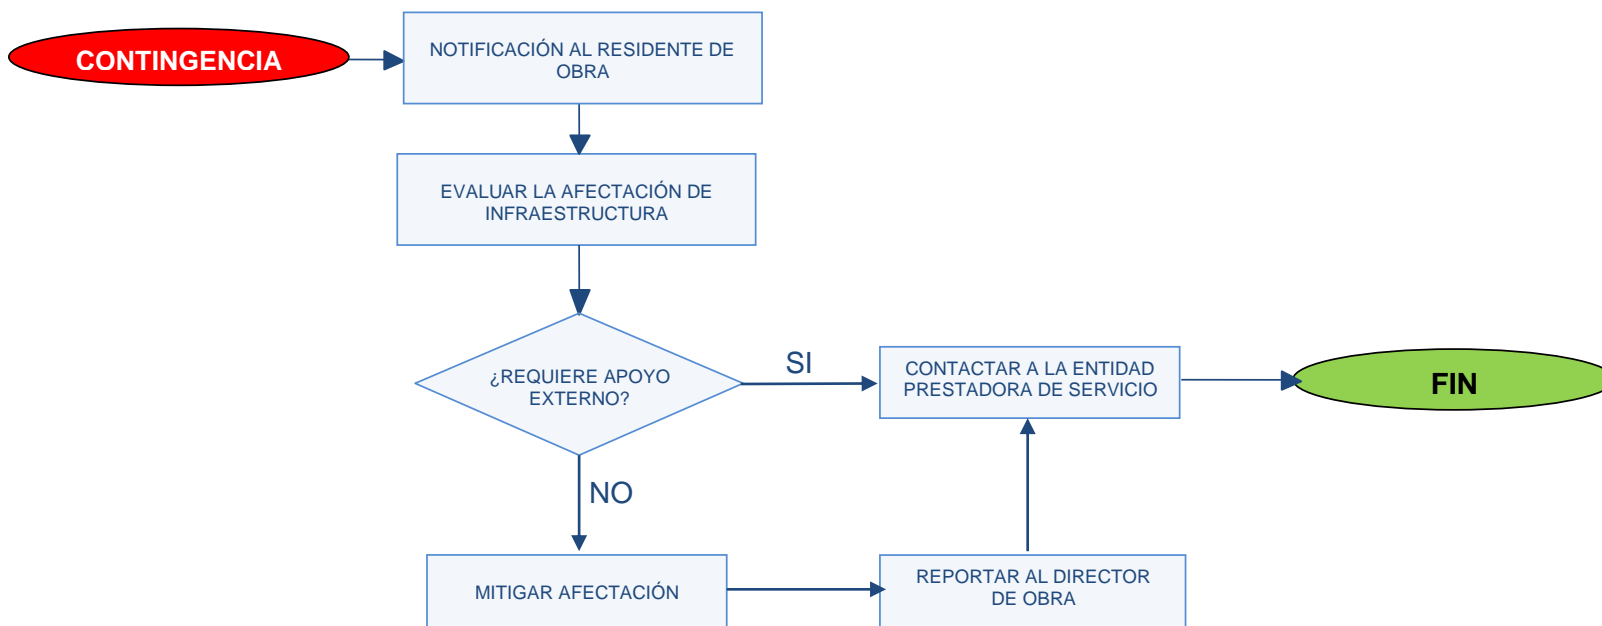 CONTINGENCIA
NOTIFICACIÓN AL RESIDENTE DE
OBRA
EVALUAR LA AFECTACIÓN DE
INFRAESTRUCTURA
¿REQUIERE APOYO
EXTERNO?
SI
CONTACTAR A LA ENTIDAD
PRESTADORA DE SERVICIO
FIN
NO
MITIGAR AFECTACIÓN
REPORTAR AL DIRECTOR
DE OBRA